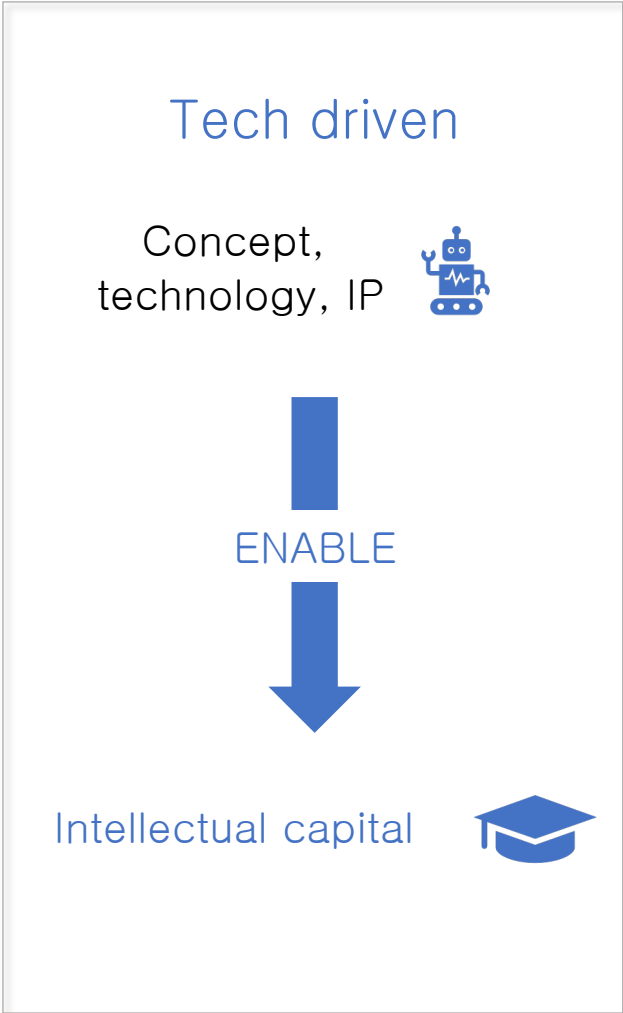 Tech driven
Concept,
technology, IP
ENABLE
Intellectual capital